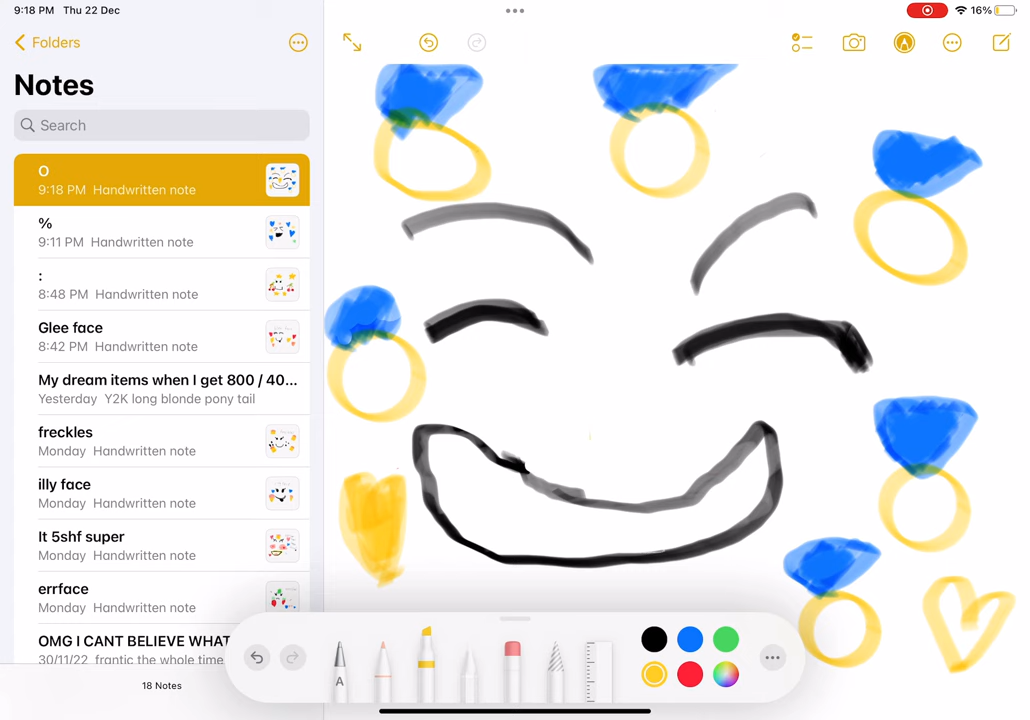 9:18 PM Thu 22 Dec
16%
Folders
Notes
Search
O
9:18 PM Handwritten note
%
9:11 PM Handwritten note
:
8:48 PM Handwritten note
Glee face
8:42 PM Handwritten note
My dream items when I get 800 / 40...
Yesterday Y2K long blonde pony tail
freckles
Monday Handwritten note
illy face
Monday Handwritten note
It 5shf super
Monday Handwritten note
errface
Monday Handwritten note
OMG I CANT BELIEVE WHAT
30/11/22 frantic the whole time
18 Notes
A